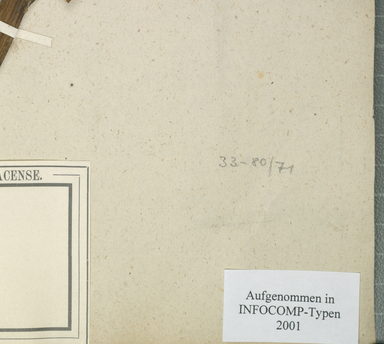 33-80/71
ACENSE.
Aufgenommen in
INFOCOMP-Typen
2001